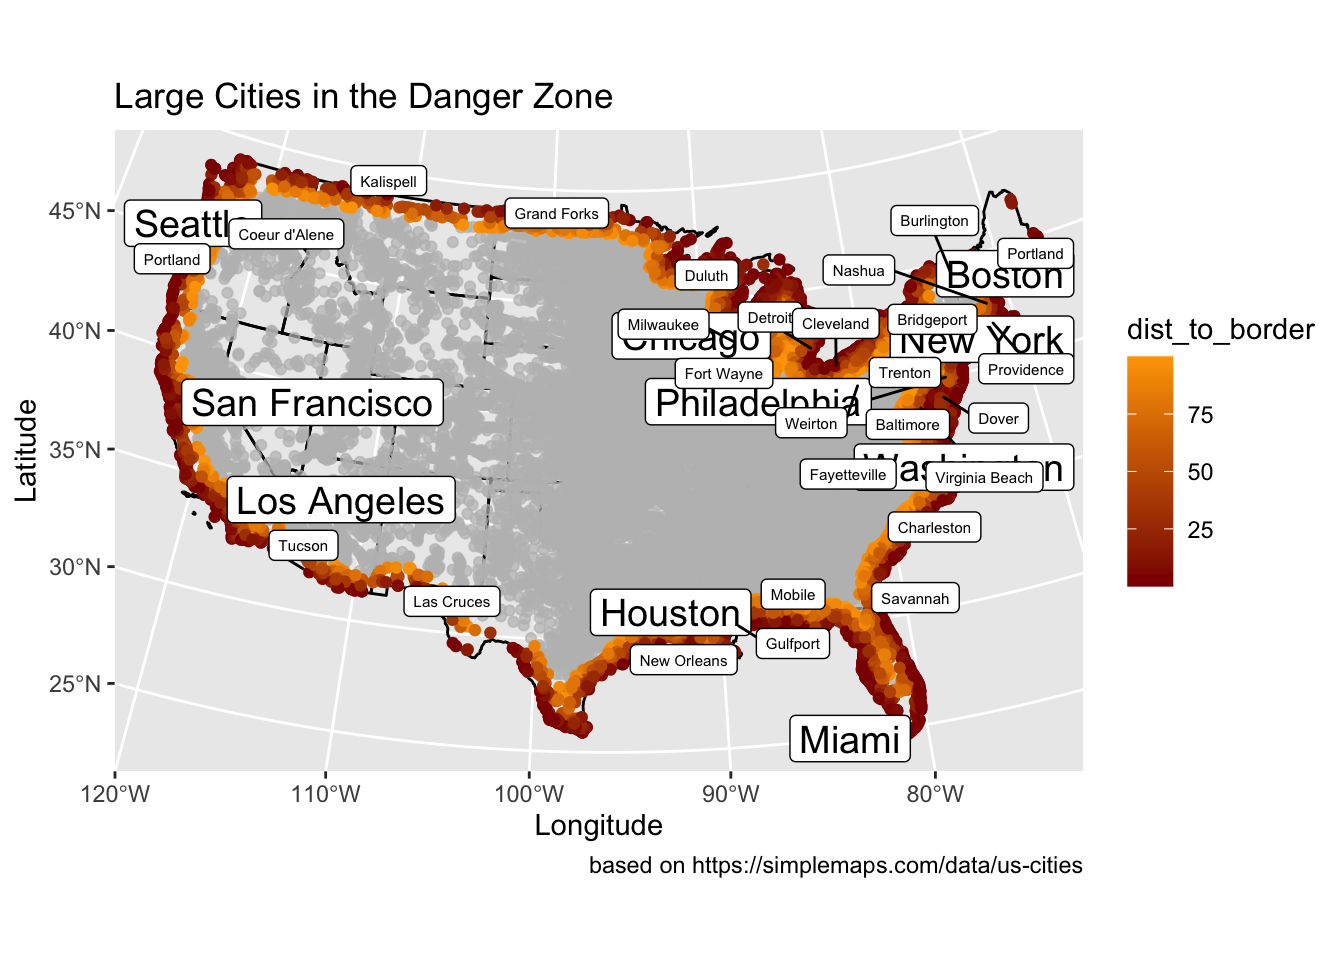 Large Cities in the Danger Zone
Kalispell
Grand Forks
Burlington
Seattle
Coeur d'Alene
Portland
Portland
Boston
Nashua
Duluth
Milwaukee
Detroit
Cleveland
Bridgeport
Chicago
New York
Fort Wayne
Trenton
Providence
San Francisco
Philadelphia
Weirton
Baltimore
Dover
Washington
Fayetteville
Virginia Beach
Los Angeles
Charleston
Tucson
Las Cruces
Houston
Mobile
Savannah
Gulfport
New Orleans
Miami
45°N
40°N
35°N
30°N
25°N
Latitude
120°W
110°W
100°W
90°W
80°W
Longitude
based on https://simplemaps.com/data/us-cities
dist_to_border
75
50
25